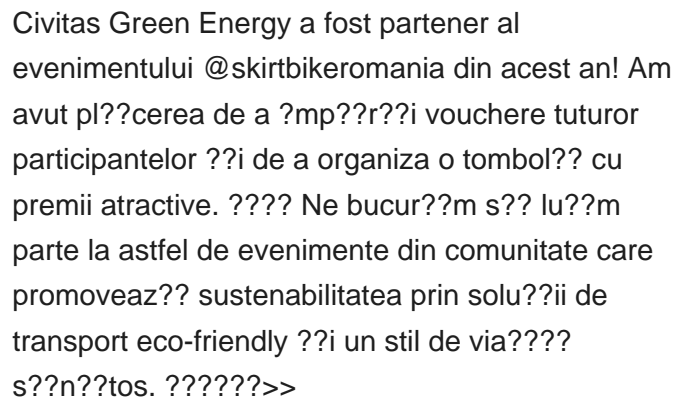 Civitas Green Energy a fost partener al
evenimentului @skirtbikeromania din acest an! Am
avut pl??cerea de a ?mp??r??i vouchere tuturor
participantelor ??i de a organiza o tombol?? cu
premii atractive. ???? Ne bucur??m s?? lu??m
parte la astfel de evenimente din comunitate care
promoveaz?? sustenabilitatea prin solu??ii de
transport eco-friendly ??i un stil de via????
s??n??tos. ??????>>